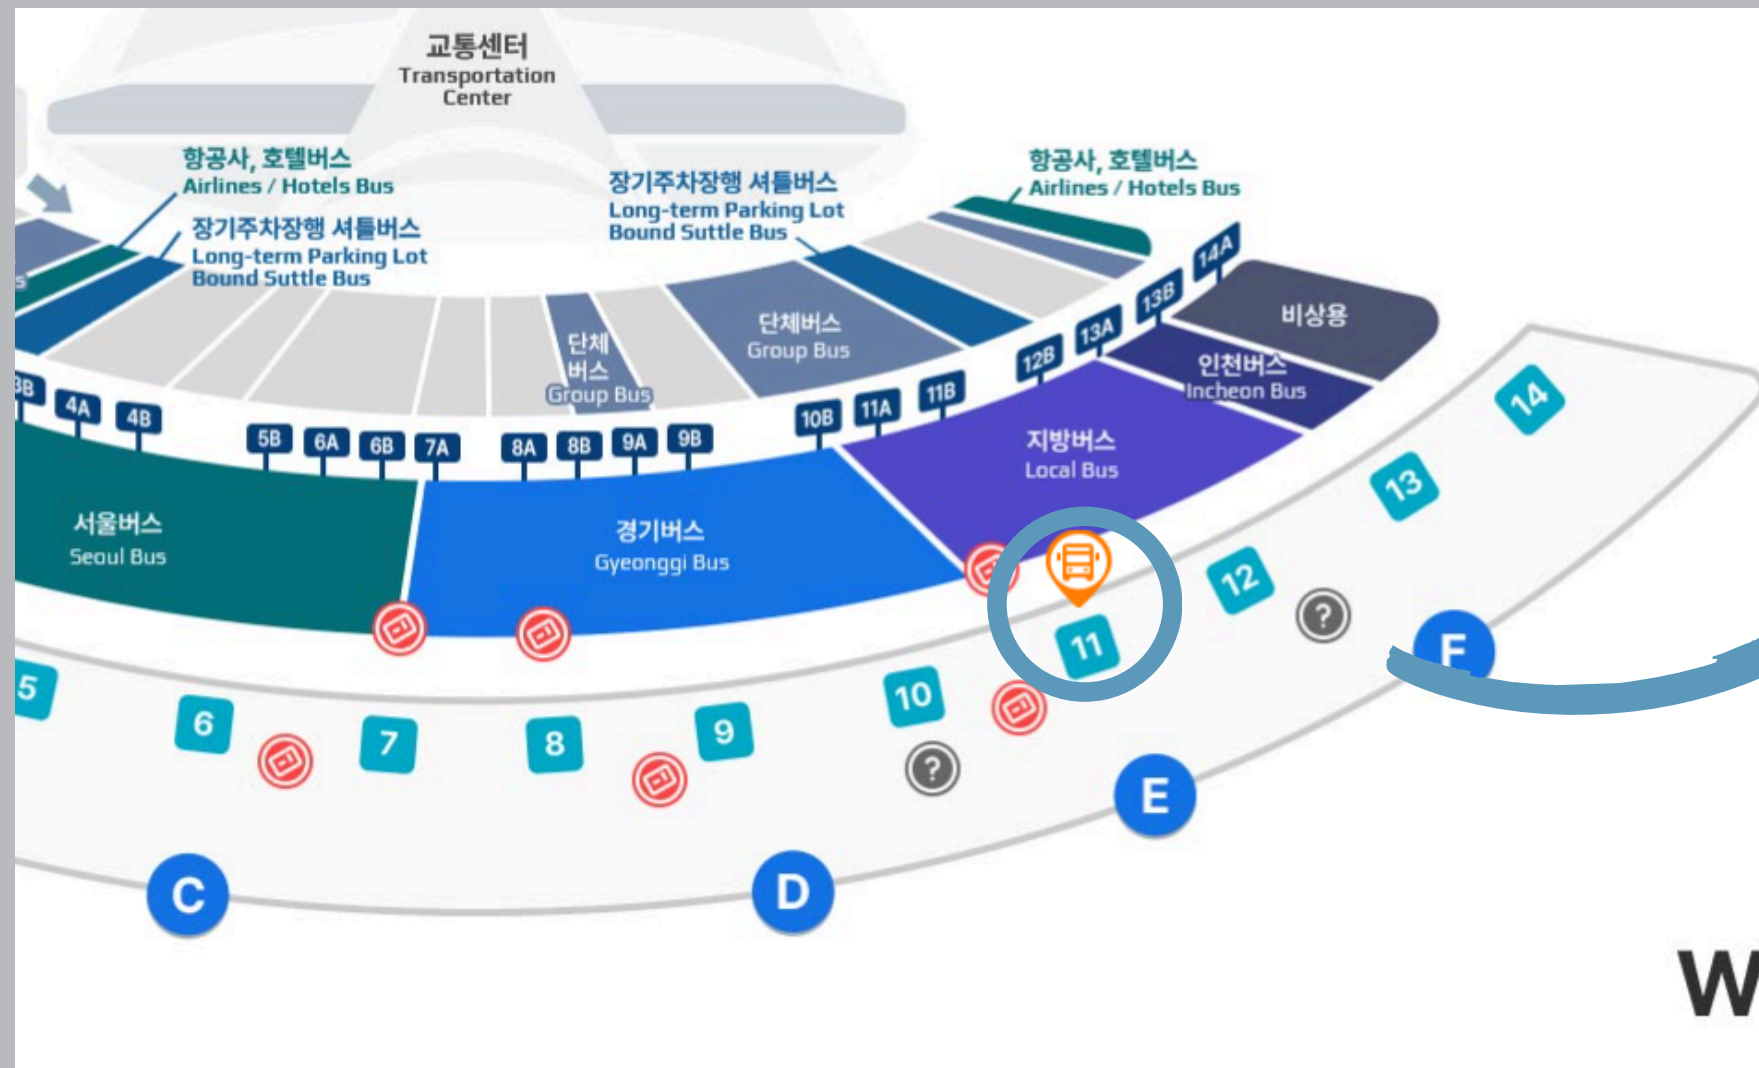 교통센터
Transportation
Center
항공사, 호텔버스
Airlines / Hotels Bus
장기주차장행 셔틀버스
Long-term Parking Lot
Bound Suttle Bus
장기주차장행 셔틀버스
Long-term Parking Lot
Bound Suttle Bus
항공사, 호텔버스
Airlines / Hotels Bus
단체
버스
Group Bus
단체버스
Group Bus
4A
4B
5B
6A
6B
7A
8A
8B
9A
9B
10B
11A
11B
12B
13A
13B
14A
비상용
인천버스
Incheon Bus
지방버스
Local Bus
경기버스
Gyeonggi Bus
서울버스
Seoul Bus
5
6
7
8
9
10
11
12
13
14
?
?
C
D
E
F
W